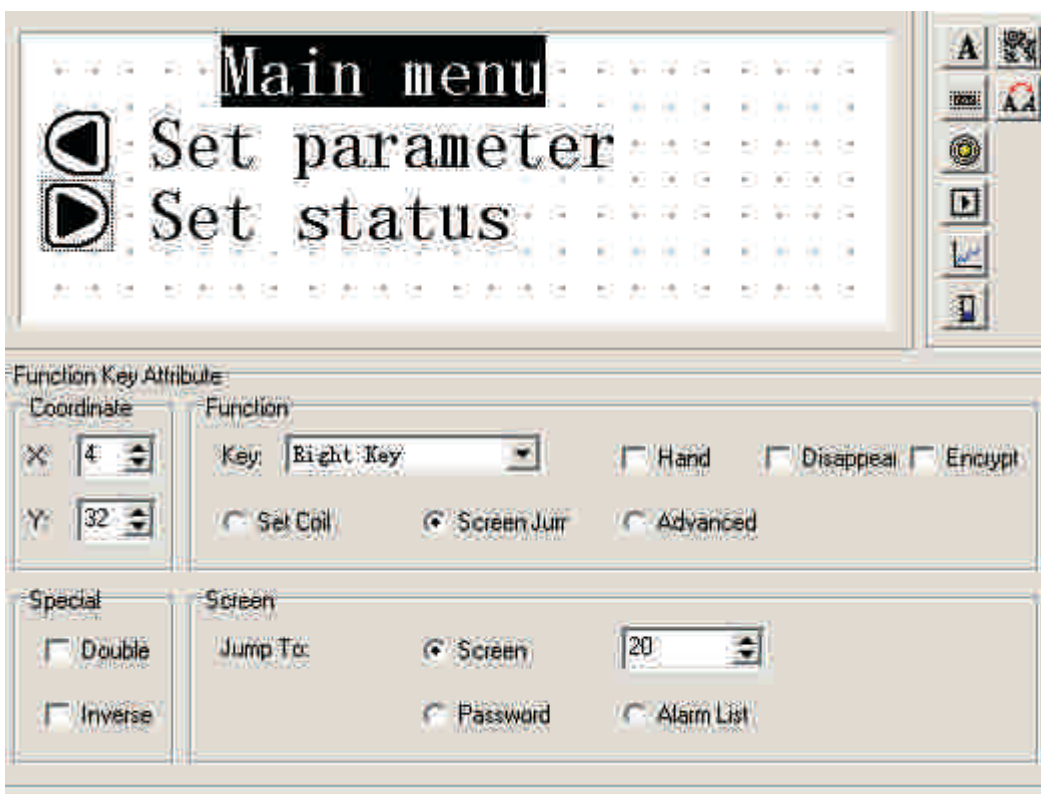 Main menu
Set parameter
Set status
A
A A
Function Key Attribute
Coordinate
Function
X: 4
Key: Right Key
Hand
Disappear
Encrypt
Y: 32
Set Coil
Screen Jum
Advanced
Special
Screen
Double
Jump To:
Screen
20
Inverse
Password
Alarm List